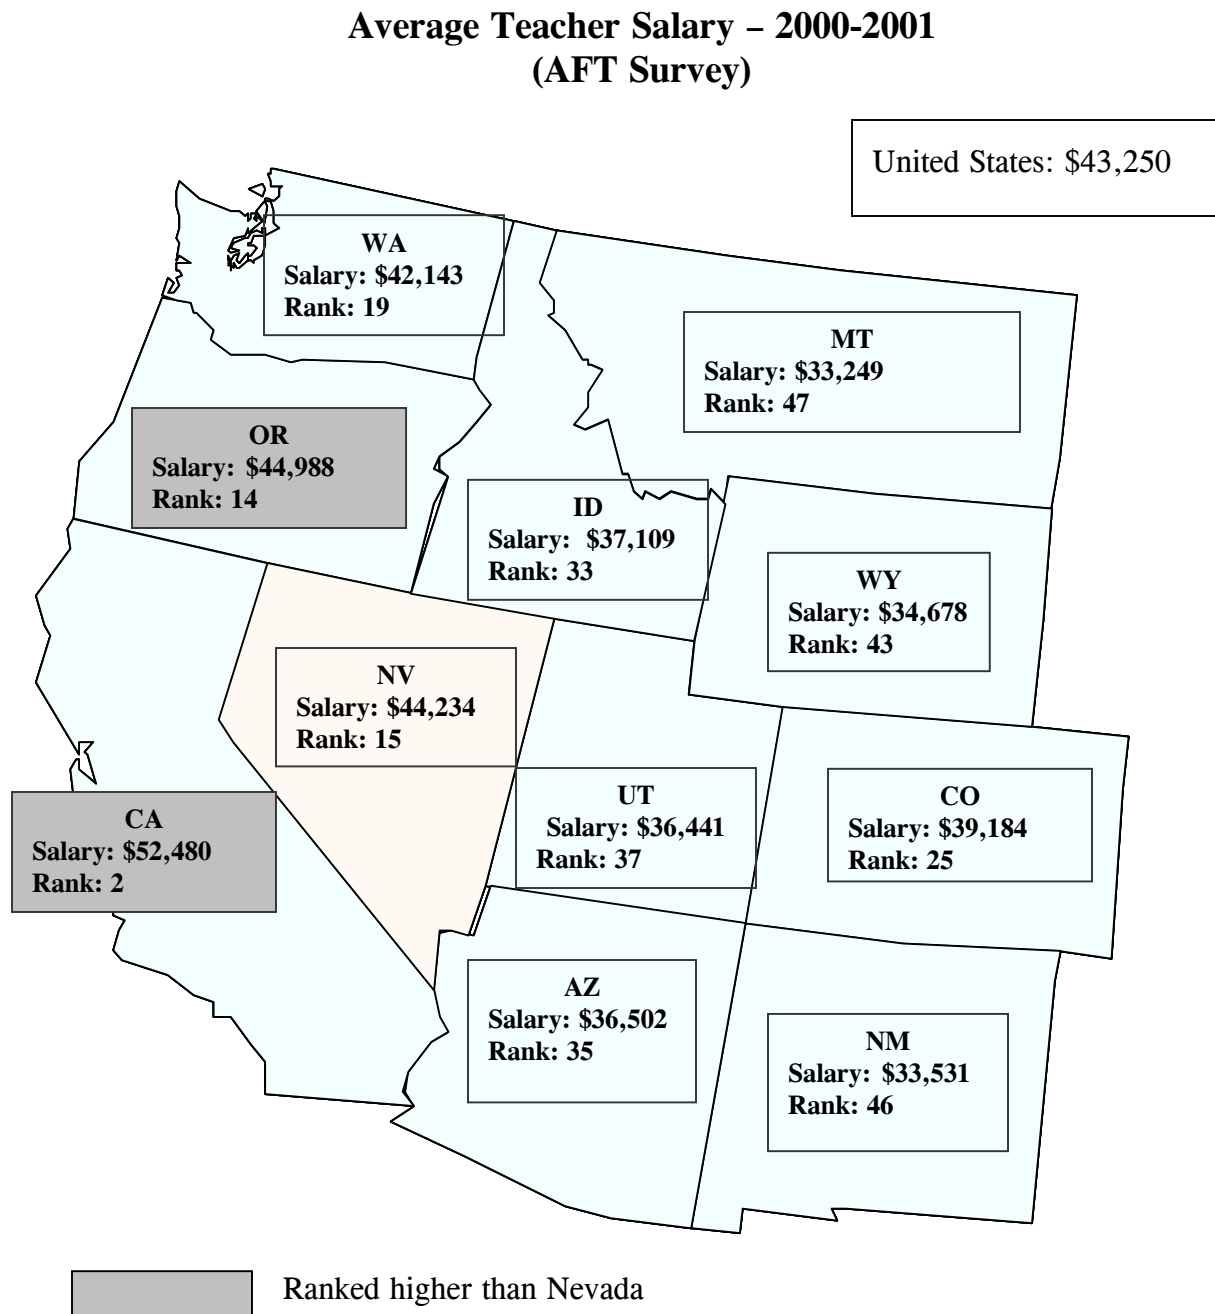 Average Teacher Salary – 2000-2001
(AFT Survey)
United States: $43,250
WA
Salary: $42,143
Rank: 19
MT
Salary: $33,249
Rank: 47
OR
Salary: $44,988
Rank: 14
ID
Salary: $37,109
Rank: 33
WY
Salary: $34,678
Rank: 43
NV
Salary: $44,234
Rank: 15
UT
Salary: $36,441
Rank: 37
CO
Salary: $39,184
Rank: 25
CA
Salary: $52,480
Rank: 2
AZ
Salary: $36,502
Rank: 35
NM
Salary: $33,531
Rank: 46
Ranked higher than Nevada